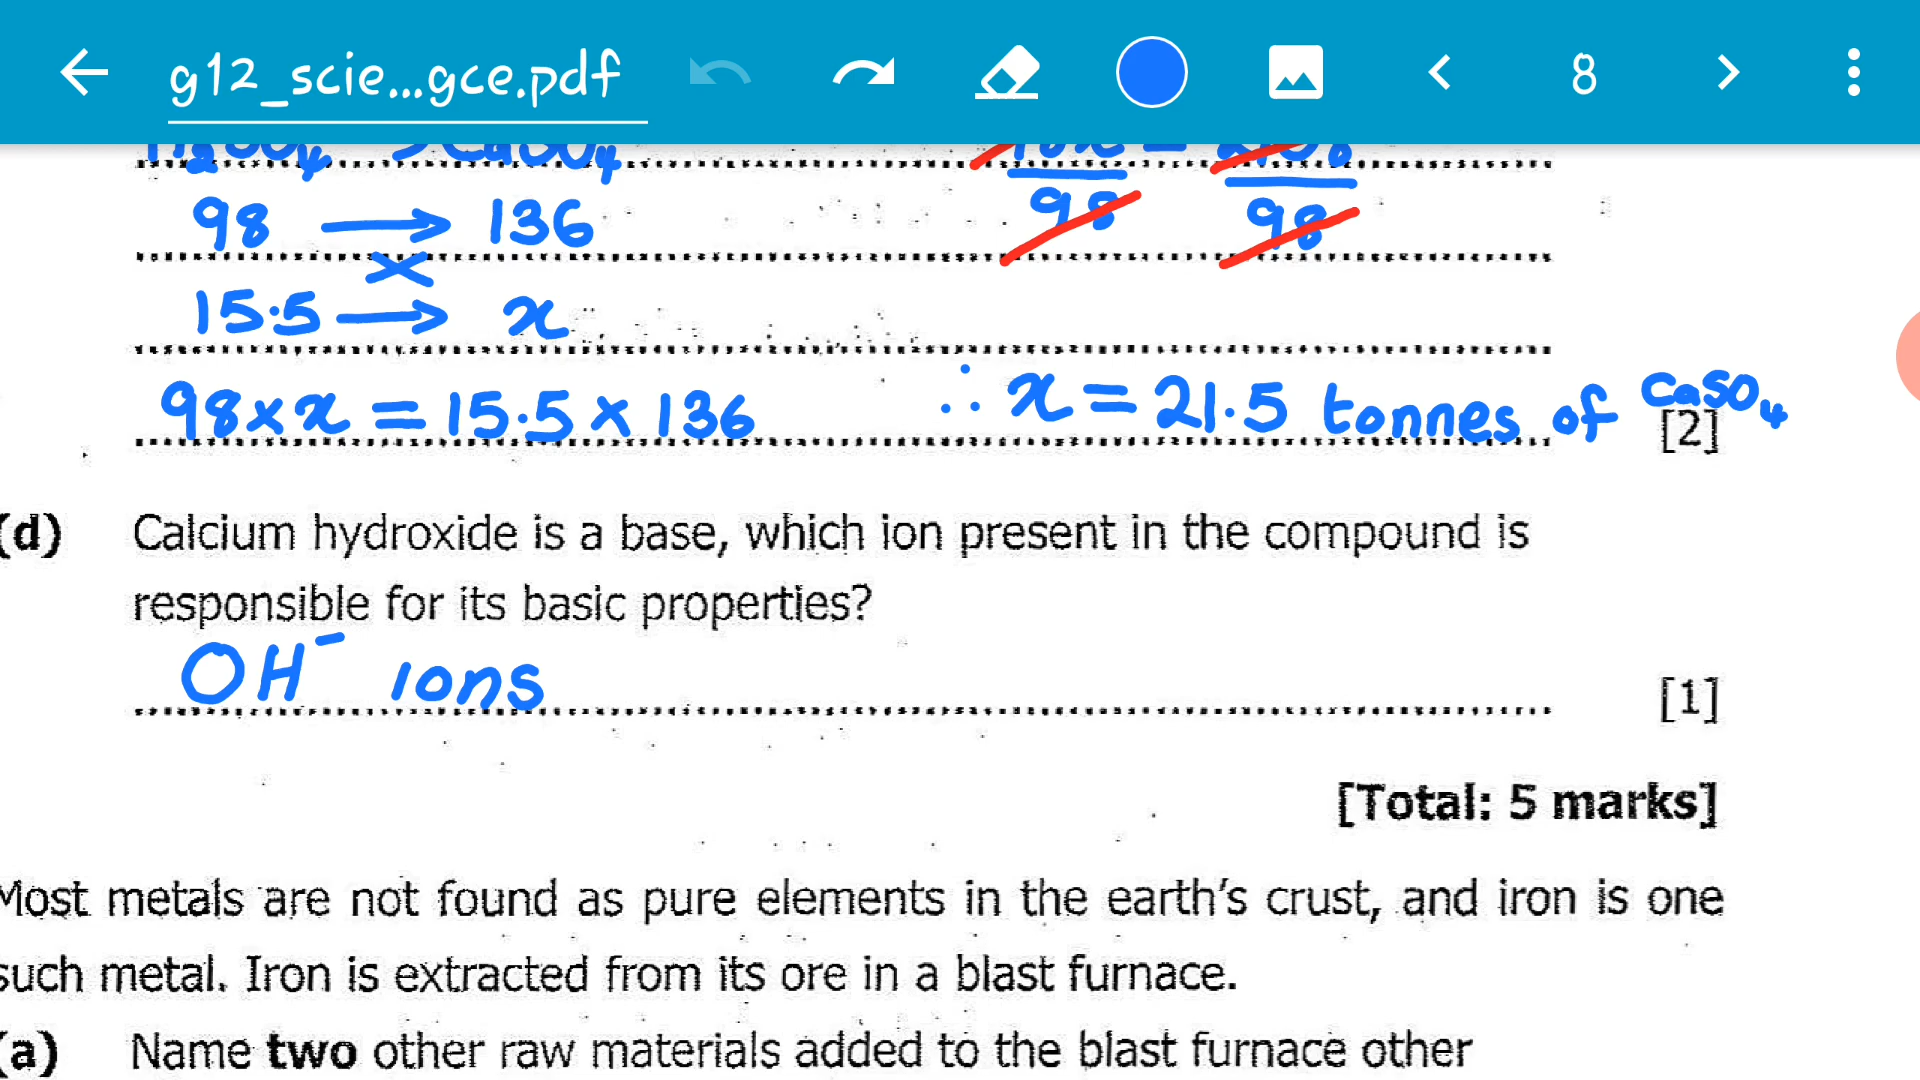 g12_scie...gce.pdf 8
H₂SO₄ → CaSO₄
98 98
98 → 136
15.5 → x
98 × x = 15.5 × 136 ∴ x = 21.5 tonnes of CaSO₄ [2]
(d) Calcium hydroxide is a base, which ion present in the compound is
responsible for its basic properties?
OH⁻ ions [1]
[Total: 5 marks]
Most metals are not found as pure elements in the earth's crust, and iron is one
such metal. Iron is extracted from its ore in a blast furnace.
(a) Name two other raw materials added to the blast furnace other